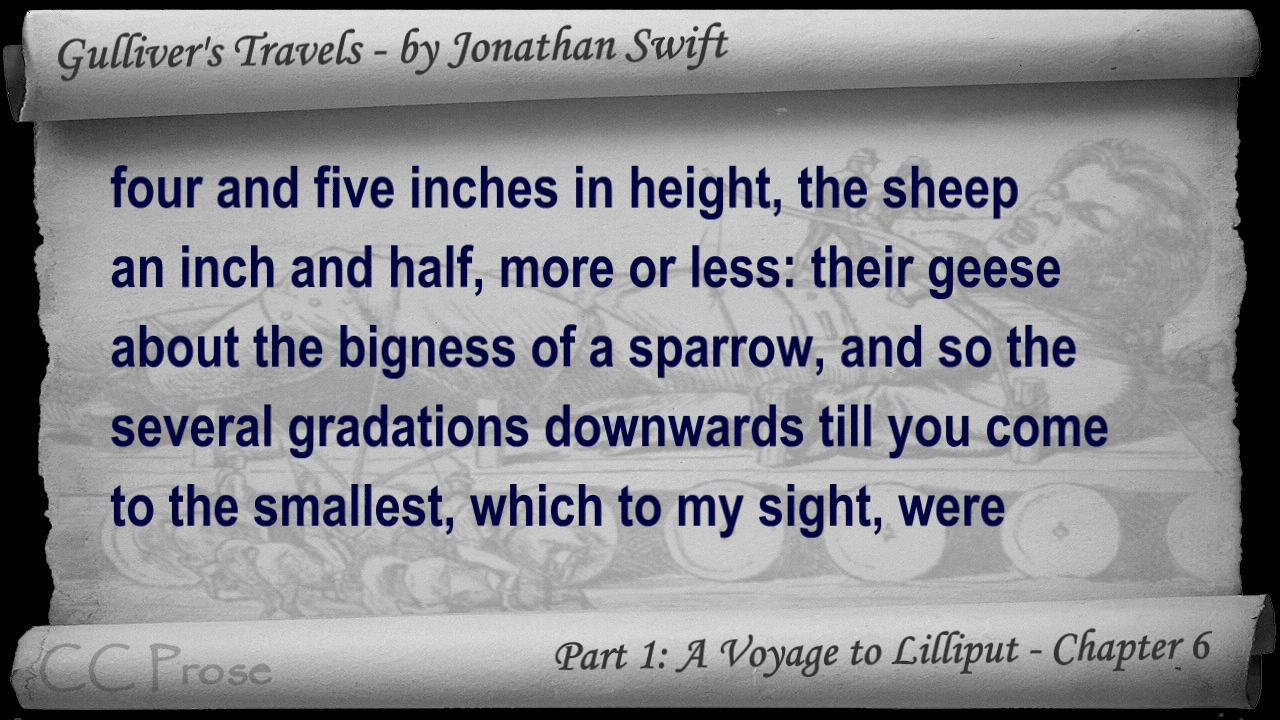 Gulliver's Travels - by Jonathan Swift
four and five inches in height, the sheep
an inch and half, more or less: their geese
about the bigness of a sparrow, and so the
several gradations downwards till you come
to the smallest, which to my sight, were
Part 1: A Voyage to Lilliput - Chapter 6
CC Prose